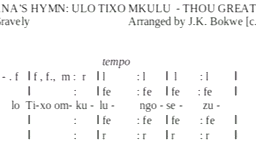 NA'S HYMN: ULO TIXO MKULU - THOU GREAT
Gravely Arranged by J.K. Bokwe [c.
tempo
- . f | f , f ., m : r | l : l | l : l |
| : | fe : fe | fe : fe |
lo Ti-xo om- ku - lu - ngo - se - zu -
| : | fe : fe | fe : fe |
| : | r : r | r : r |